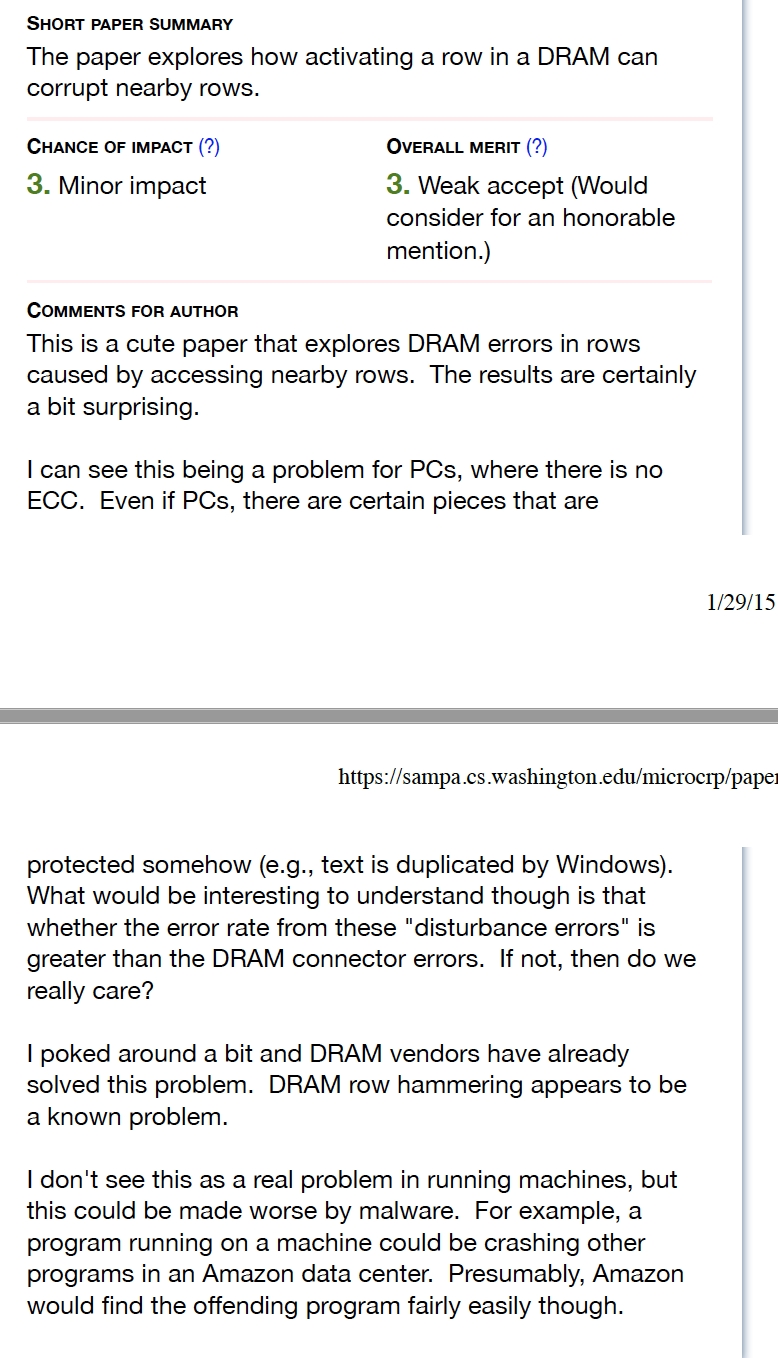 SHORT PAPER SUMMARY
The paper explores how activating a row in a DRAM can
corrupt nearby rows.
CHANCE OF IMPACT (?)
3. Minor impact
OVERALL MERIT (?)
3. Weak accept (Would
consider for an honorable
mention.)
COMMENTS FOR AUTHOR
This is a cute paper that explores DRAM errors in rows
caused by accessing nearby rows.  The results are certainly
a bit surprising.
I can see this being a problem for PCs, where there is no
ECC.  Even if PCs, there are certain pieces that are
1/29/15
https://sampa.cs.washington.edu/microcrp/paper
protected somehow (e.g., text is duplicated by Windows).
What would be interesting to understand though is that
whether the error rate from these "disturbance errors" is
greater than the DRAM connector errors.  If not, then do we
really care?
I poked around a bit and DRAM vendors have already
solved this problem.  DRAM row hammering appears to be
a known problem.
I don't see this as a real problem in running machines, but
this could be made worse by malware.  For example, a
program running on a machine could be crashing other
programs in an Amazon data center.  Presumably, Amazon
would find the offending program fairly easily though.